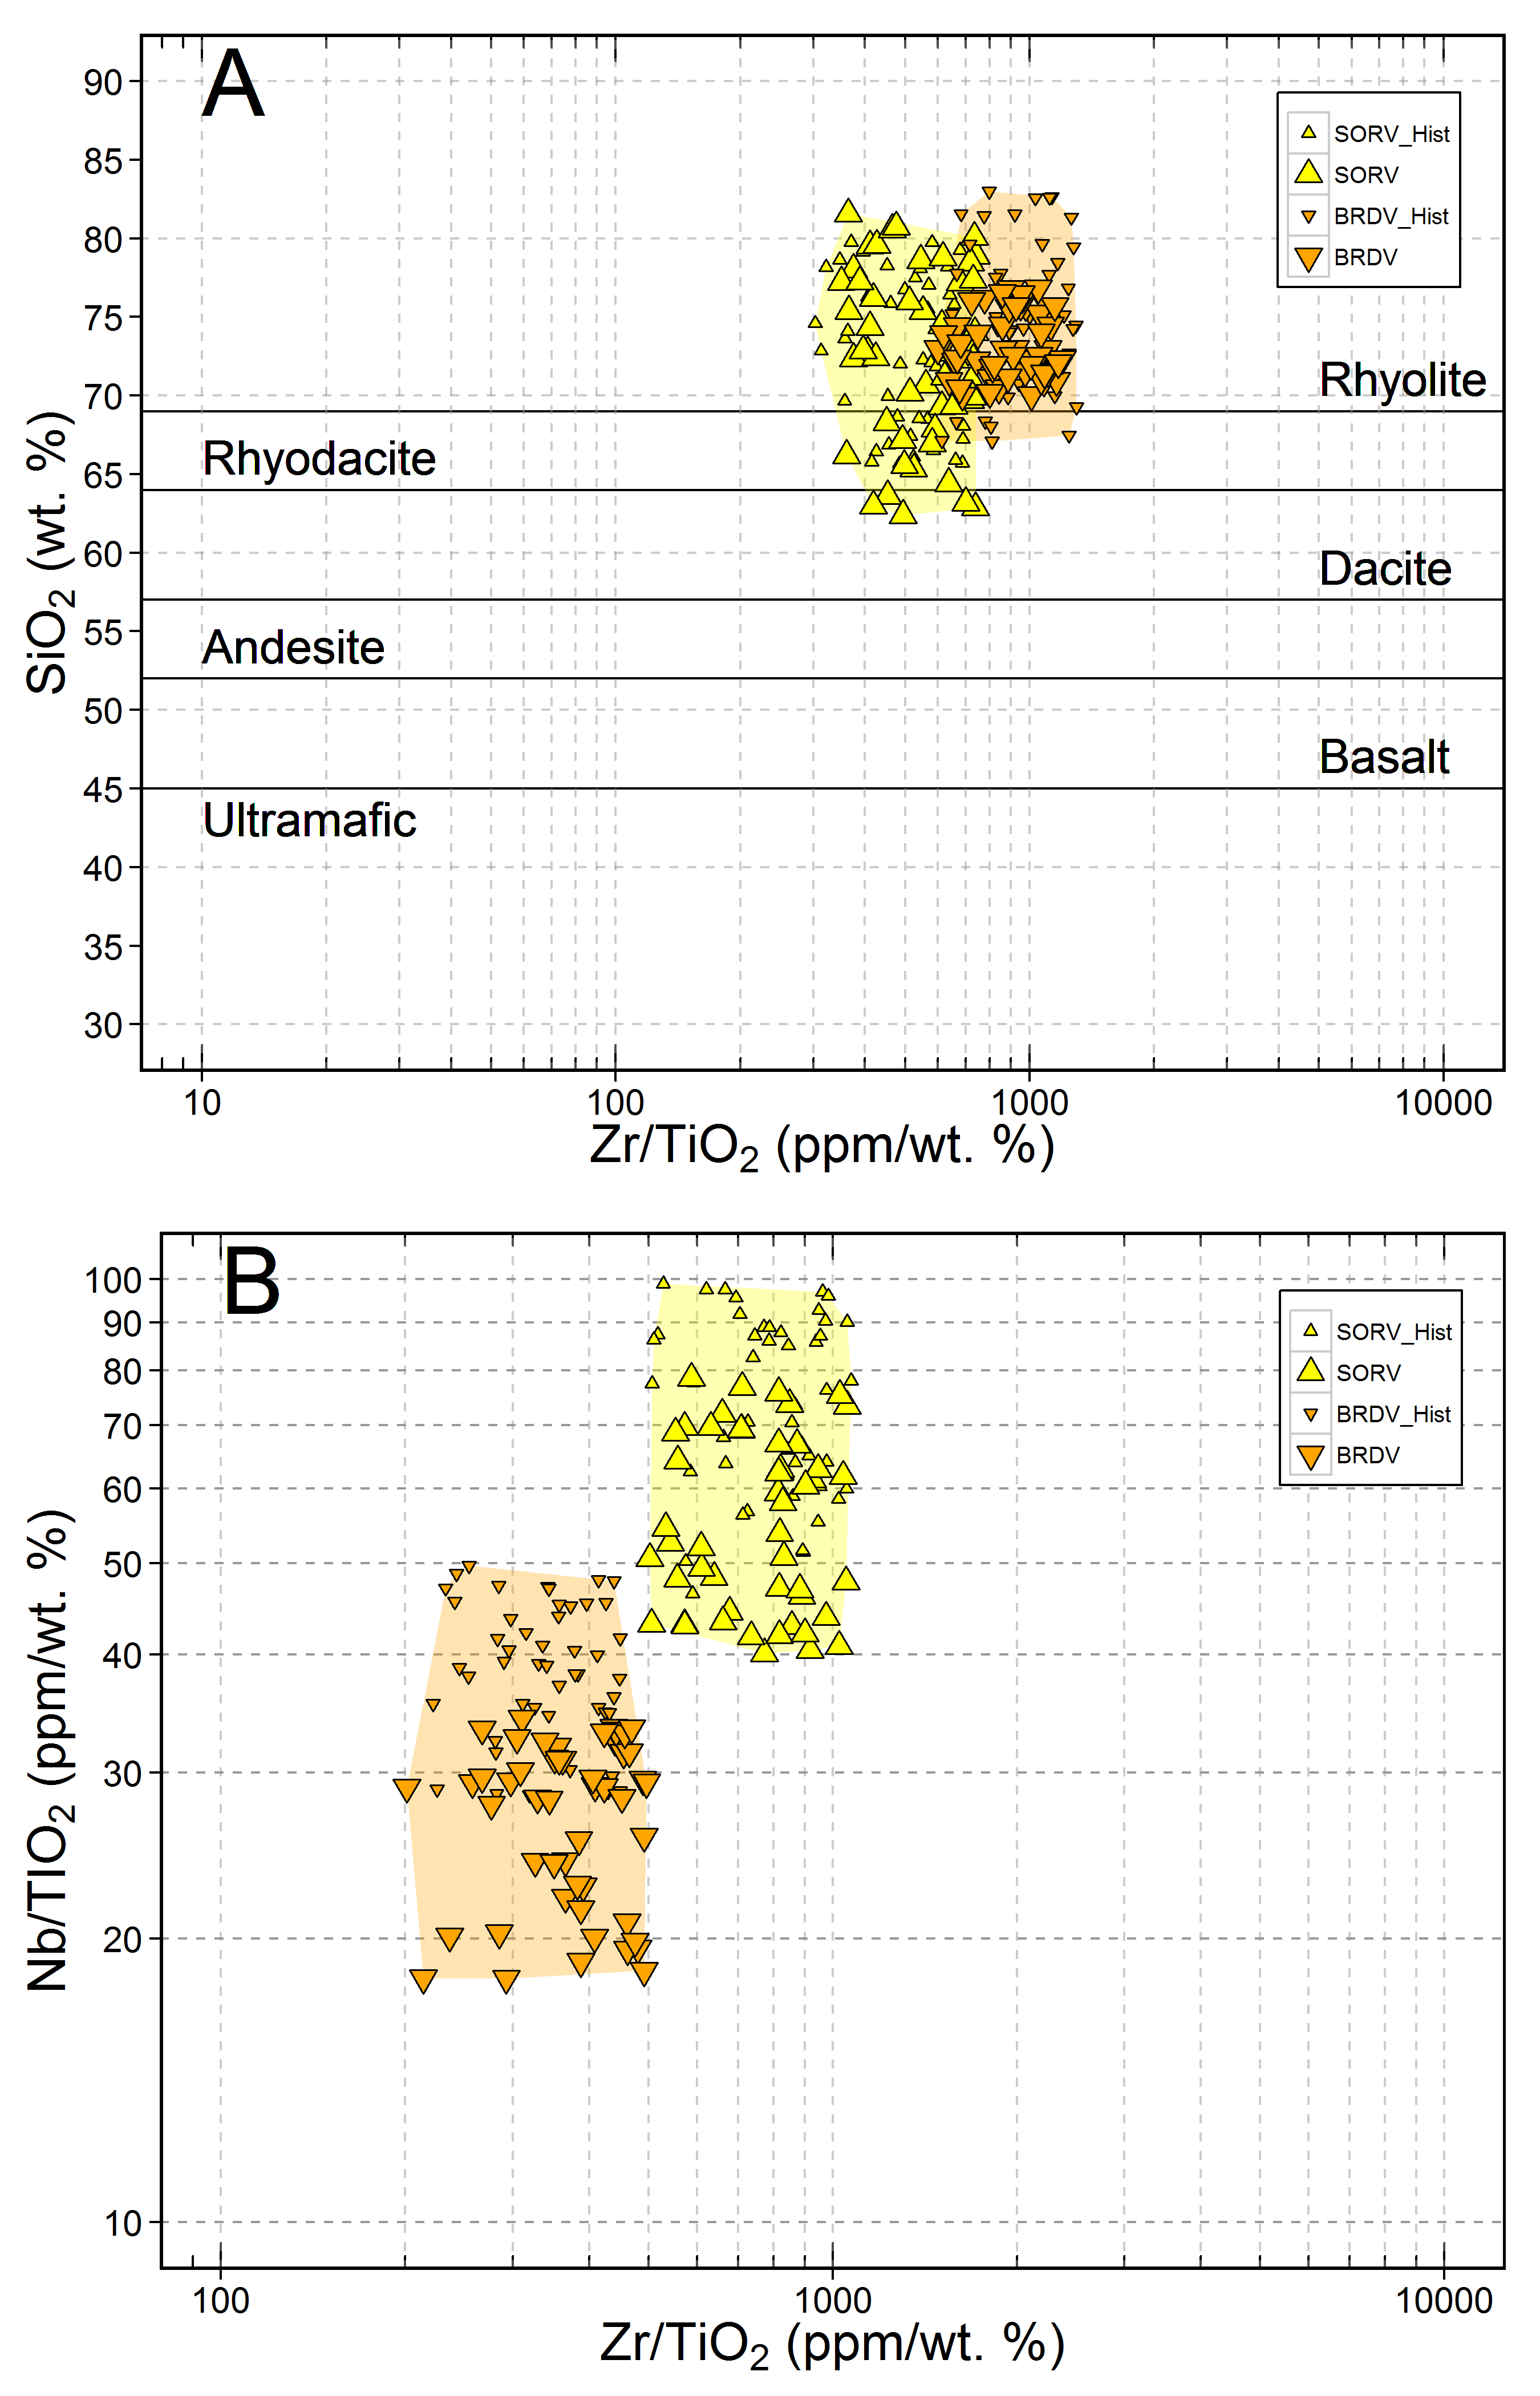 A
90
85
80
75
70
65
60
55
50
45
40
35
30
SiO₂ (wt. %)
SORV_Hist
SORV
BRDV_Hist
BRDV
Rhyolite
Rhyodacite
Dacite
Andesite
Basalt
Ultramafic
10 100 1000 10000
Zr/TiO₂ (ppm/wt. %)
B
100
90
80
70
60
50
40
30
20
10
Nb/TIO₂ (ppm/wt. %)
SORV_Hist
SORV
BRDV_Hist
BRDV
100 1000 10000
Zr/TiO₂ (ppm/wt. %)